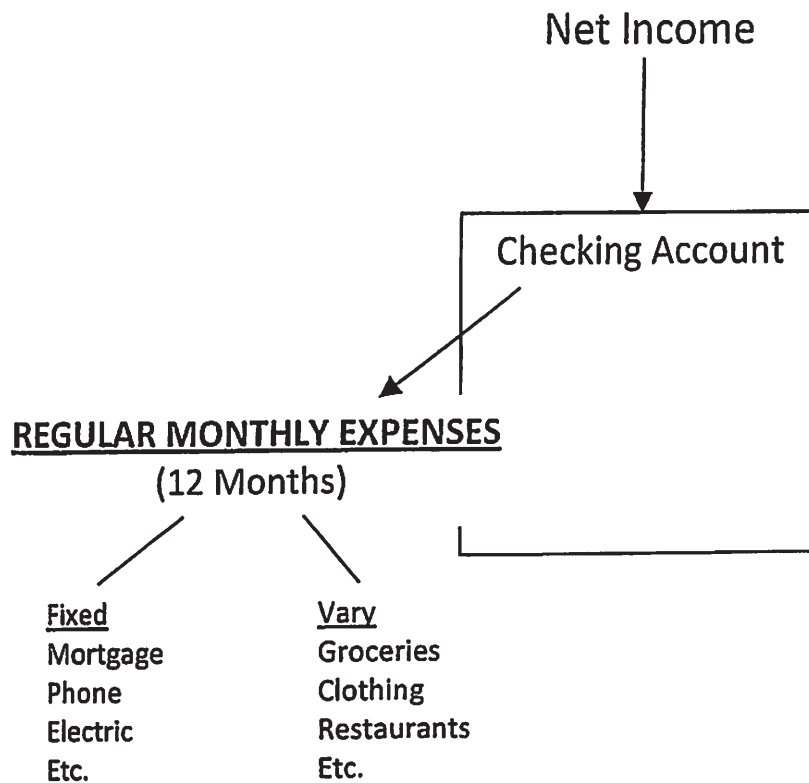 Net Income
Checking Account
REGULAR MONTHLY EXPENSES
(12 Months)
Fixed
Mortgage
Phone
Electric
Etc.
Vary
Groceries
Clothing
Restaurants
Etc.